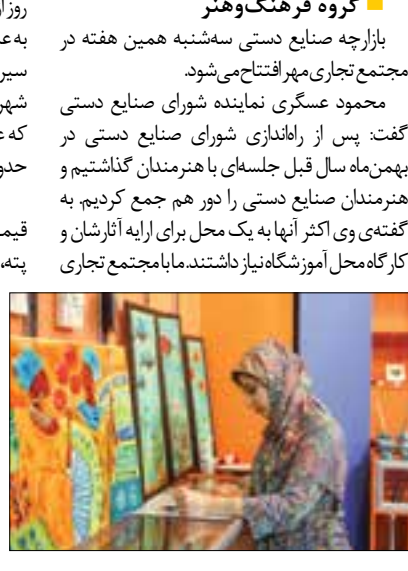 گروه فرهنگ‌وهنر
بازارچه صنایع دستی سه‌شنبه همین هفته در
مجتمع تجاری مهر افتتاح می‌شود.
محمود عسگری نماینده شورای صنایع دستی
گفت: پس از راه‌اندازی شورای صنایع دستی در
بهمن‌ماه سال قبل جلسه‌ای با هنرمندان گذاشتیم و
هنرمندان صنایع دستی را دور هم جمع کردیم. به
گفته‌ی وی اکثر آنها به یک محل برای ارایه آثارشان و
کارگاه محل آموزشگاه نیاز داشتند. ما با مجتمع تجاری
روز
به
سیر
شهر
که
حدو
قیم
پته،